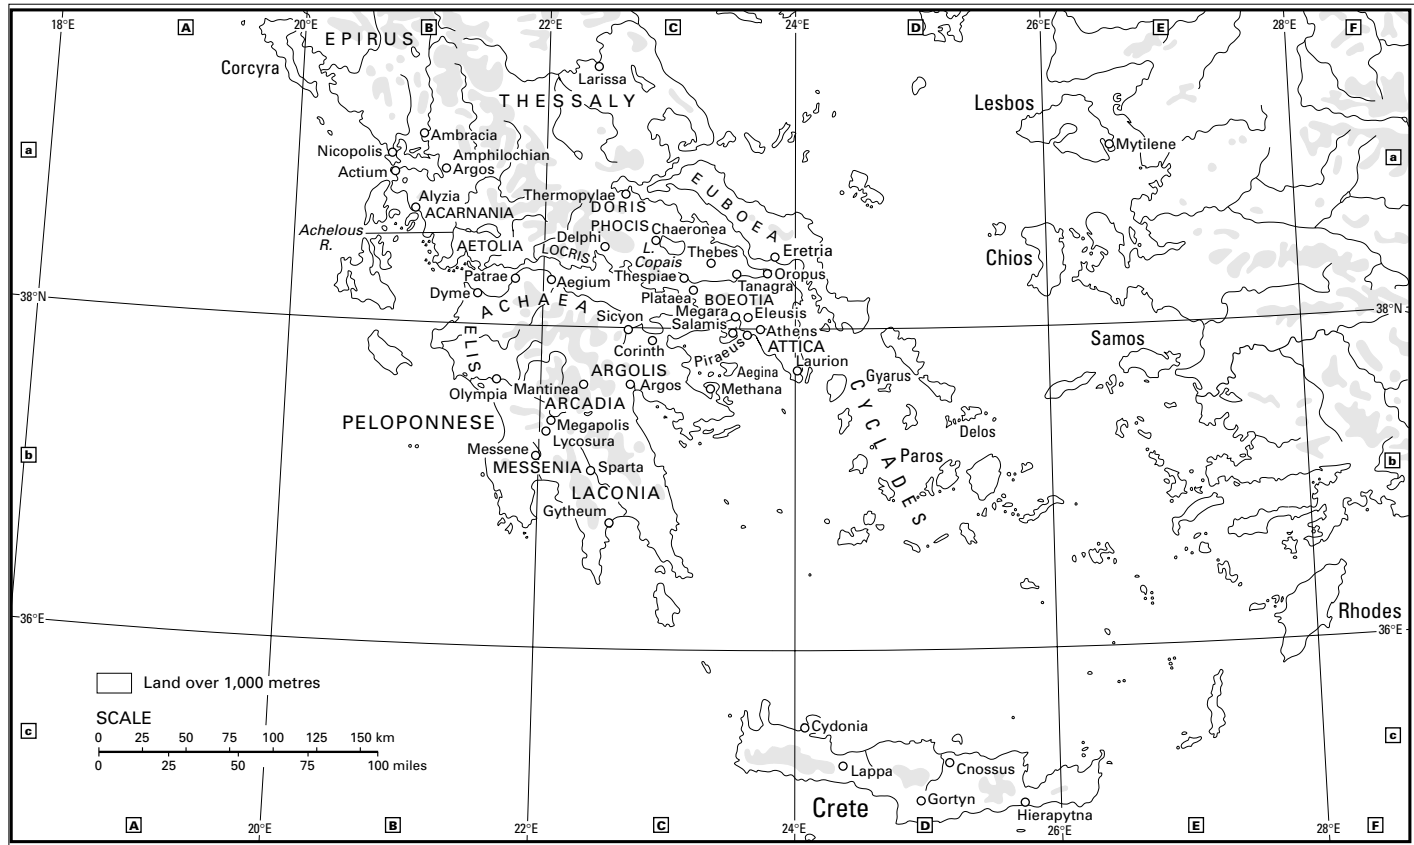 18°E
A
20°E
B
22°E
C
24°E
D
26°E
E
28°E
F
EPIRUS
Corcyra
Larissa
THESSALY
Lesbos
a
Ambracia
Nicopolis
Amphilochian
Argos
Actium
Mytilene
a
Alyzia
ACARNANIA
Thermopylae
DORIS
EUBOEA
Achelous
R.
AETOLIA
PHOCIS
Chaeronea
Delphi
LOCRIS
L.
Copais
Thebes
Eretria
Chios
Patrae
Aegium
Thespiae
Oropus
Tanagra
Dyme
ACHAEA
Plataea
BOEOTIA
38°N
38°N
Sicyon
Megara
Eleusis
Salamis
Athens
ELIS
Corinth
Piraeus
ATTICA
Samos
Laurion
ARGOLIS
Aegina
Gyarus
Olympia
Mantinea
Argos
Methana
ARCADIA
CYCLADES
PELOPONNESE
Megapolis
Lycosura
Delos
b
Messene
Paros
b
MESSENIA
Sparta
LACONIA
Gytheum
36°E
Rhodes
36°E
Land over 1,000 metres
SCALE
0 25 50 75 100 125 150 km
0 25 50 75 100 miles
c
c
Cydonia
Lappa
Cnossus
Gortyn
Crete
Hierapytna
A
20°E
B
22°E
C
24°E
D
26°E
E
28°E
F